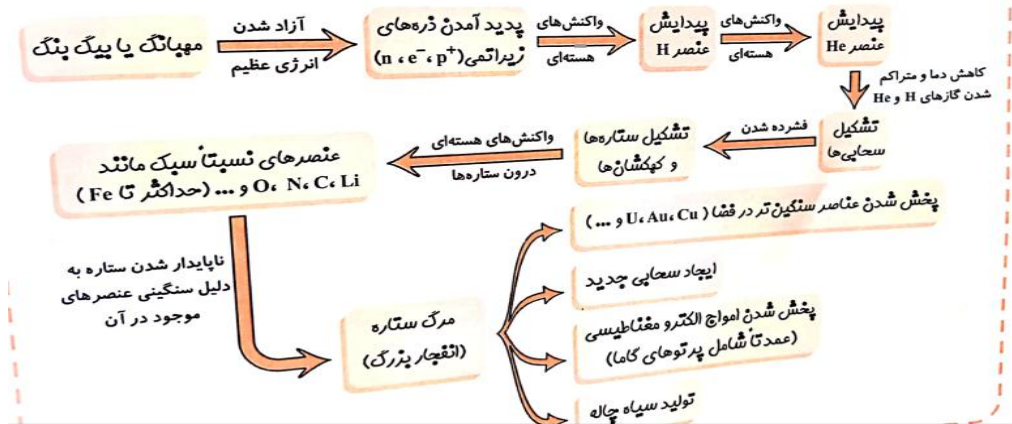 مهبانگ یا بیگ بنگ
آزاد شدن
انرژی عظیم
پدید آمدن ذره‌های
زیراتمی (n ، e⁻ ، p⁺)
واکنش‌های
هسته‌ای
پیدایش
عنصر H
واکنش‌های
هسته‌ای
پیدایش
عنصر He
کاهش دما و متراکم
شدن گازهای H و He
تشکیل
سحابی‌ها
فشرده شدن
تشکیل ستاره‌ها
و کهکشان‌ها
واکنش‌های هسته‌ای
درون ستاره‌ها
عنصرهای نسبتاً سبک مانند
O ، N ، C ، Li و ... (حداکثر تا Fe)
ناپایدار شدن ستاره به
دلیل سنگینی عنصرهای
موجود در آن
مرگ ستاره
(انفجار بزرگ)
پخش شدن عناصر سنگین تر در فضا (U ، Au ، Cu و ...)
ایجاد سحابی جدید
پخش شدن امواج الکترو مغناطیسی
(عمدتاً شامل پرتوهای گاما)
تولید سیاه چاله